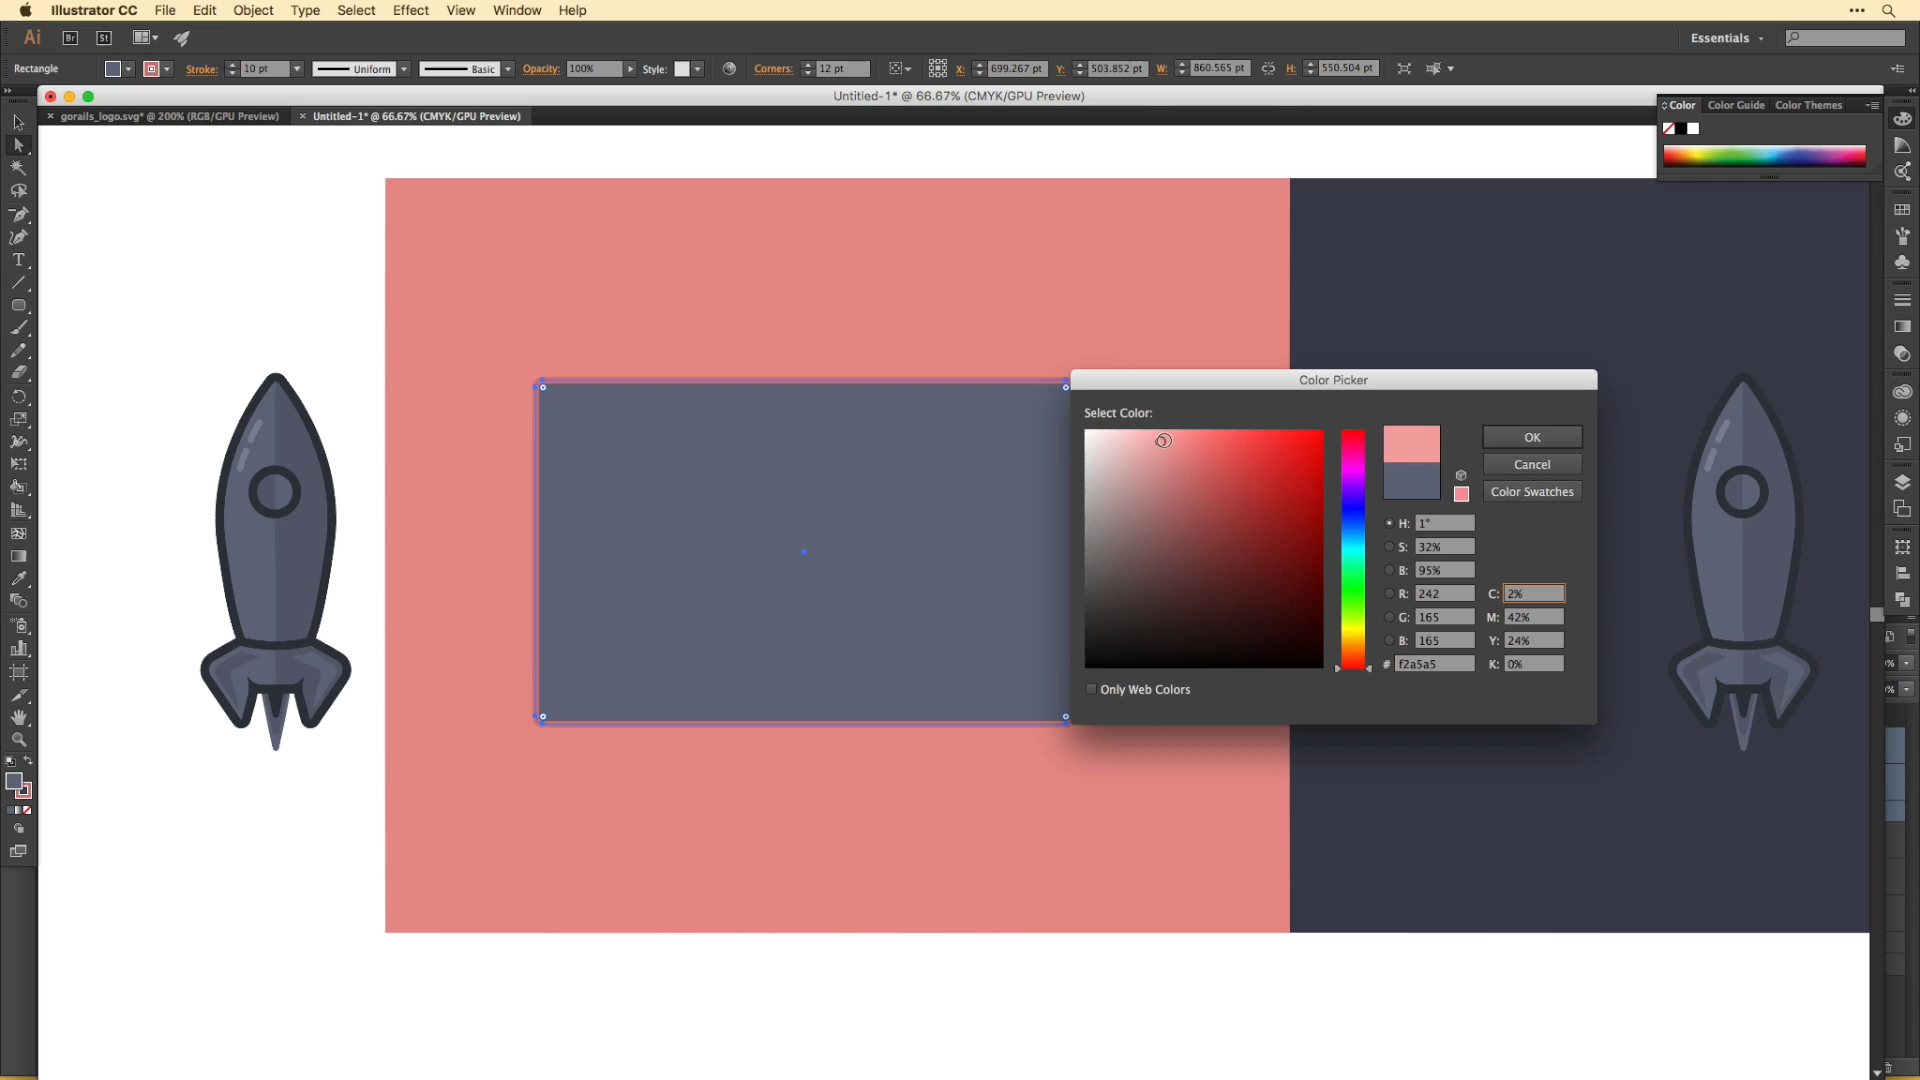 Illustrator CC File Edit Object Type Select Effect View Window Help
Ai Br St Essentials
Rectangle Stroke: 10 pt Uniform Basic Opacity: 100% Style: Corners: 12 pt X: 699.267 pt Y: 503.852 pt W: 860.565 pt H: 550.504 pt
Untitled-1* @ 66.67% (CMYK/GPU Preview)
gorails_logo.svg* @ 200% (RGB/GPU Preview) Untitled-1* @ 66.67% (CMYK/GPU Preview)
Color Color Guide Color Themes
Color Picker
Select Color:
OK
Cancel
Color Swatches
H: 1°
S: 32%
B: 95%
R: 242 C: 2%
G: 165 M: 42%
B: 165 Y: 24%
# f2a5a5 K: 0%
Only Web Colors